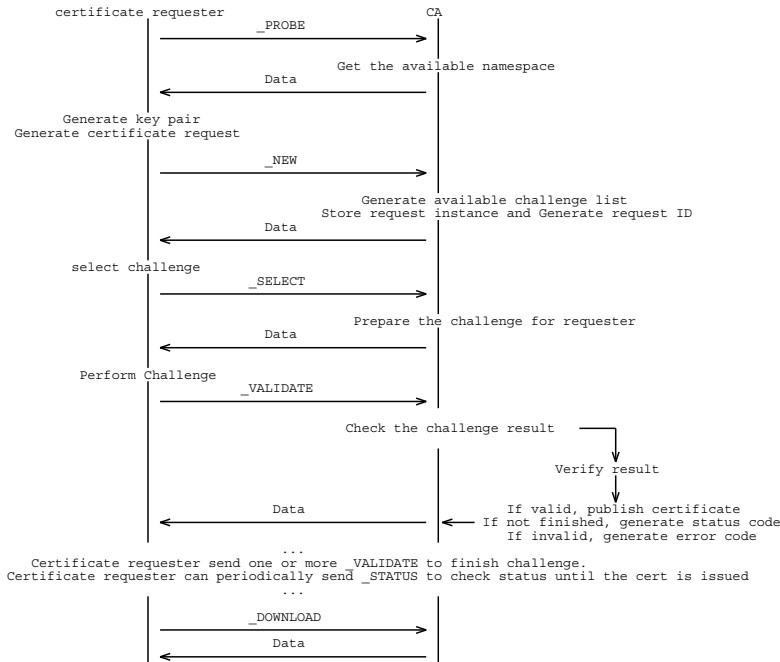 certificate requester CA
_PROBE
Get the available namespace
Data
Generate key pair
Generate certificate request
_NEW
Generate available challenge list
Store request instance and Generate request ID
Data
select challenge
_SELECT
Prepare the challenge for requester
Data
Perform Challenge
_VALIDATE
Check the challenge result
Verify result
Data
If valid, publish certificate
If not finished, generate status code
If invalid, generate error code
...
Certificate requester send one or more _VALIDATE to finish challenge.
Certificate requester can periodically send _STATUS to check status until the cert is issued
...
_DOWNLOAD
Data